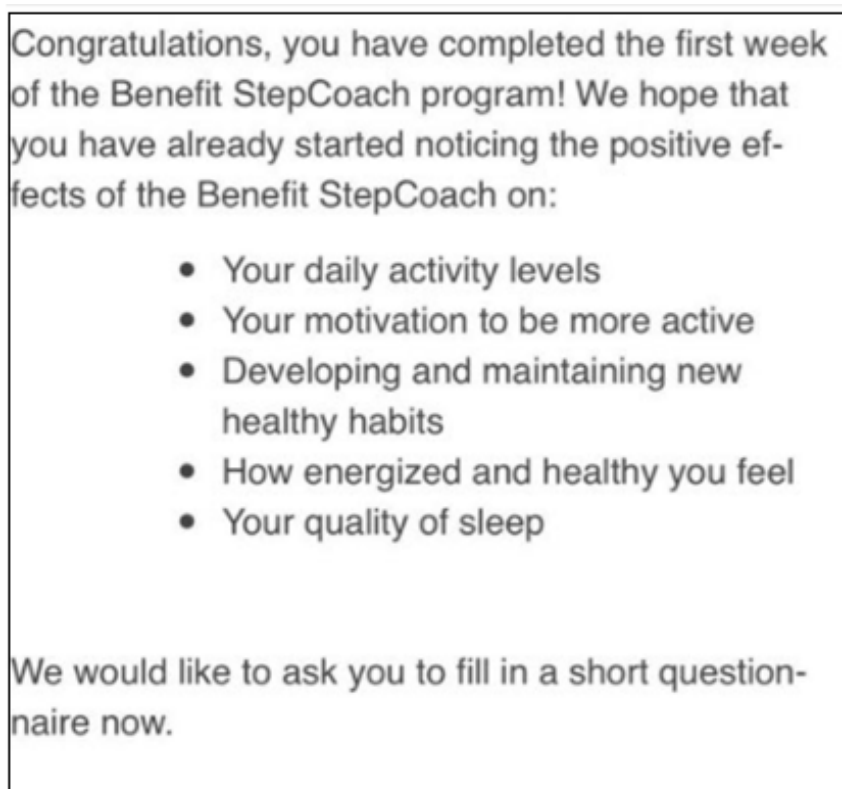 Congratulations, you have completed the first week
of the Benefit StepCoach program! We hope that
you have already started noticing the positive ef-
fects of the Benefit StepCoach on:
• Your daily activity levels
• Your motivation to be more active
• Developing and maintaining new
healthy habits
• How energized and healthy you feel
• Your quality of sleep
We would like to ask you to fill in a short question-
naire now.